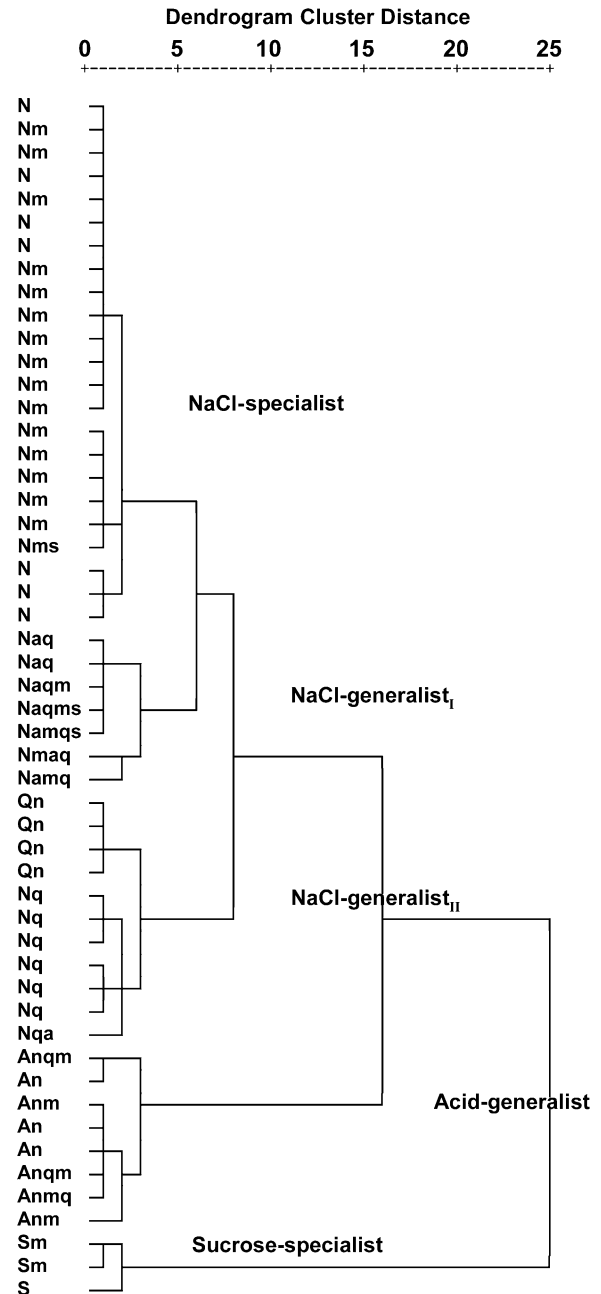 Dendrogram Cluster Distance
0 5 10 15 20 25
N
Nm
Nm
N
Nm
N
N
Nm
Nm
Nm
Nm
Nm
Nm
Nm
NaCl-specialist
Nm
Nm
Nm
Nm
Nm
Nms
N
N
N
Naq
Naq
Naqm
NaCl-generalistI
Naqms
Namqs
Nmaq
Namq
Qn
Qn
Qn
Qn
Nq
NaCl-generalistII
Nq
Nq
Nq
Nq
Nq
Nqa
Anqm
An
Anm
Acid-generalist
An
An
Anqm
Anmq
Anm
Sm
Sucrose-specialist
Sm
S